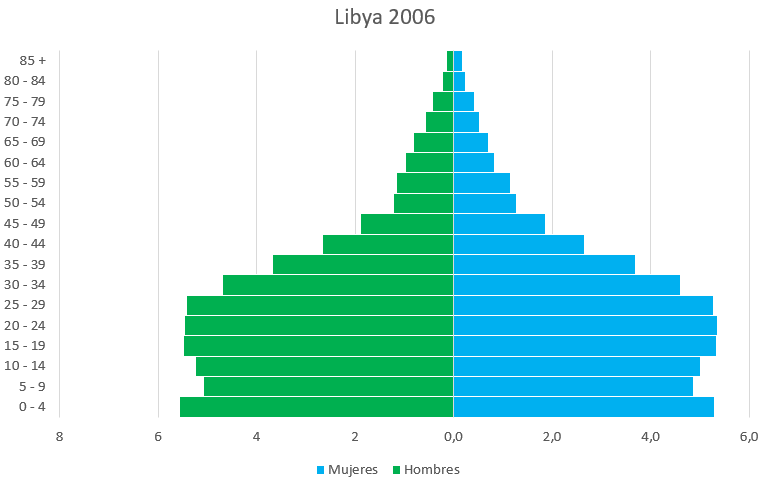 Libya 2006
85 +
80 - 84
75 - 79
70 - 74
65 - 69
60 - 64
55 - 59
50 - 54
45 - 49
40 - 44
35 - 39
30 - 34
25 - 29
20 - 24
15 - 19
10 - 14
5 - 9
0 - 4
8 6 4 2 0,0 2,0 4,0 6,0
Mujeres Hombres